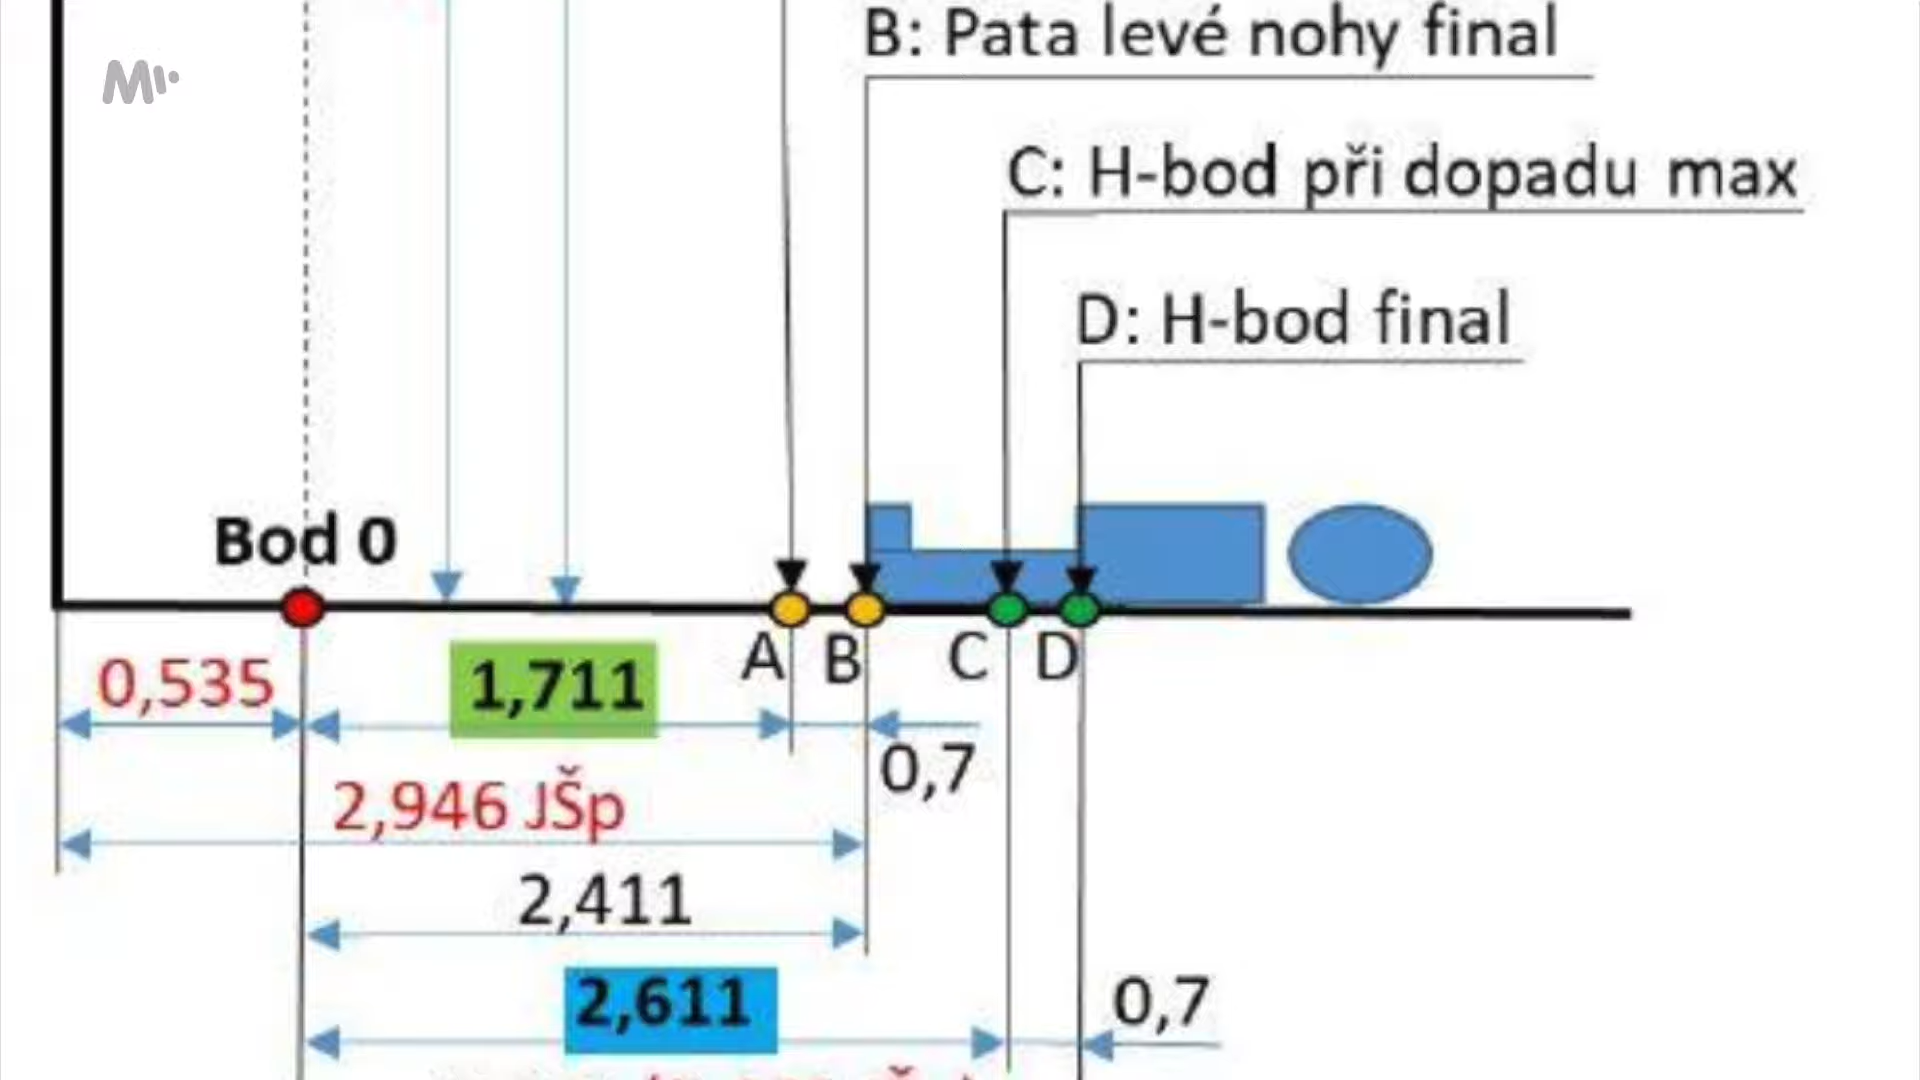 B: Pata levé nohy final
C: H-bod při dopadu max
D: H-bod final
Bod 0
A B C D
0,535 1,711
0,7
2,946 JŠp
2,411
2,611 0,7